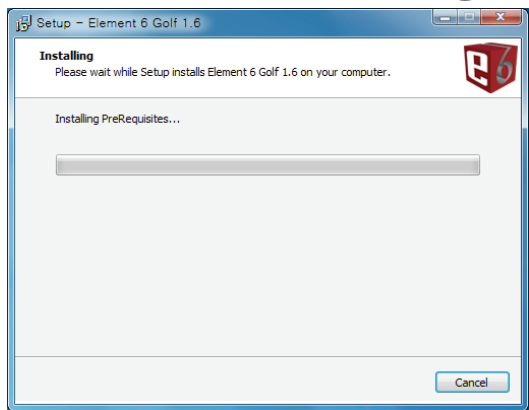 Setup - Element 6 Golf 1.6
Installing
Please wait while Setup installs Element 6 Golf 1.6 on your computer.
e6
Installing PreRequisites...
Cancel